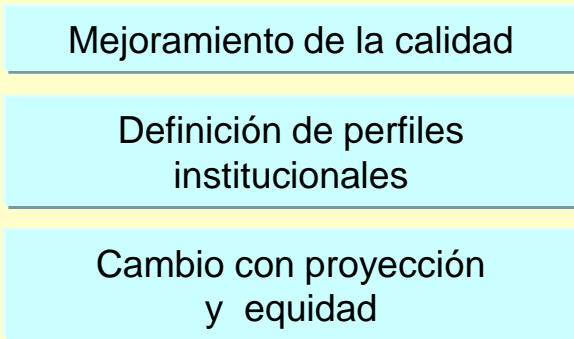 Mejoramiento de la calidad
Definición de perfiles
institucionales
Cambio con proyección
y equidad